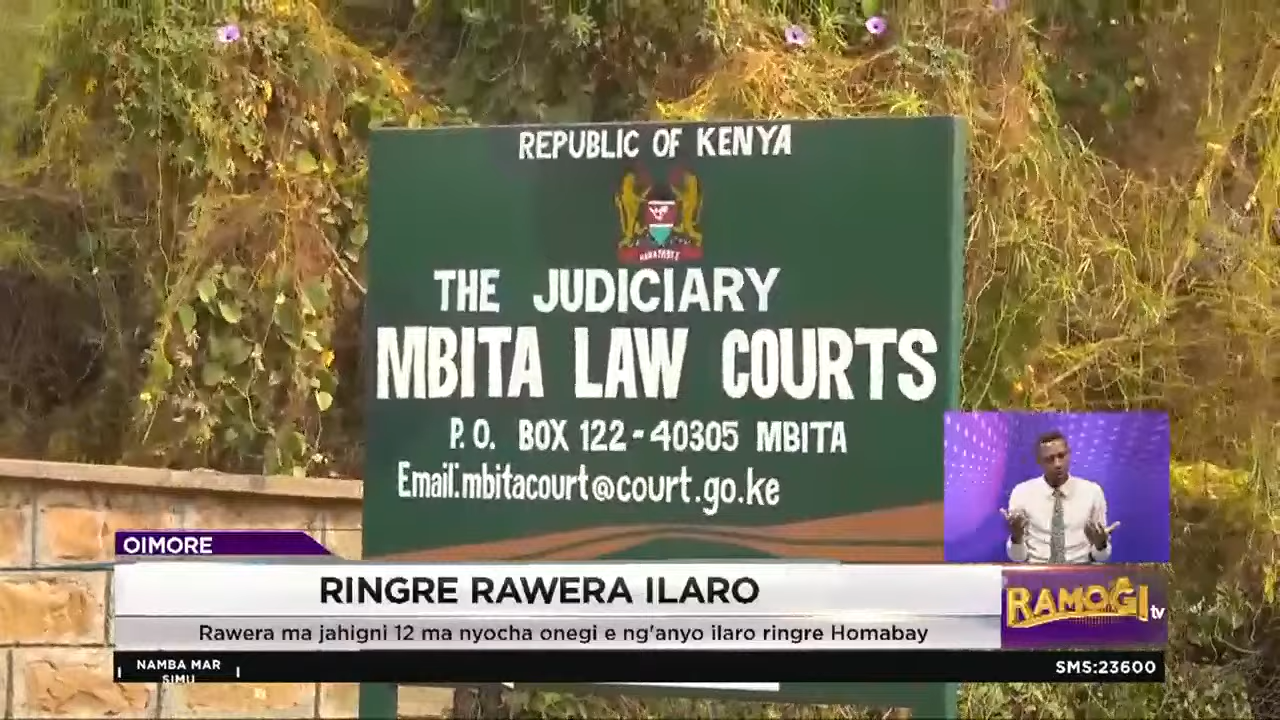 REPUBLIC OF KENYA
HARAMBEE
THE JUDICIARY
MBITA LAW COURTS
P.O. BOX 122-40305 MBITA
Email:mbitacourt@court.go.ke
OIMORE
RINGRE RAWERA ILARO
Rawera ma jahigni 12 ma nyocha onegi e ng'anyo ilaro ringre Homabay
RAMOGI tv
NAMBA MAR
SIMU
SMS:23600